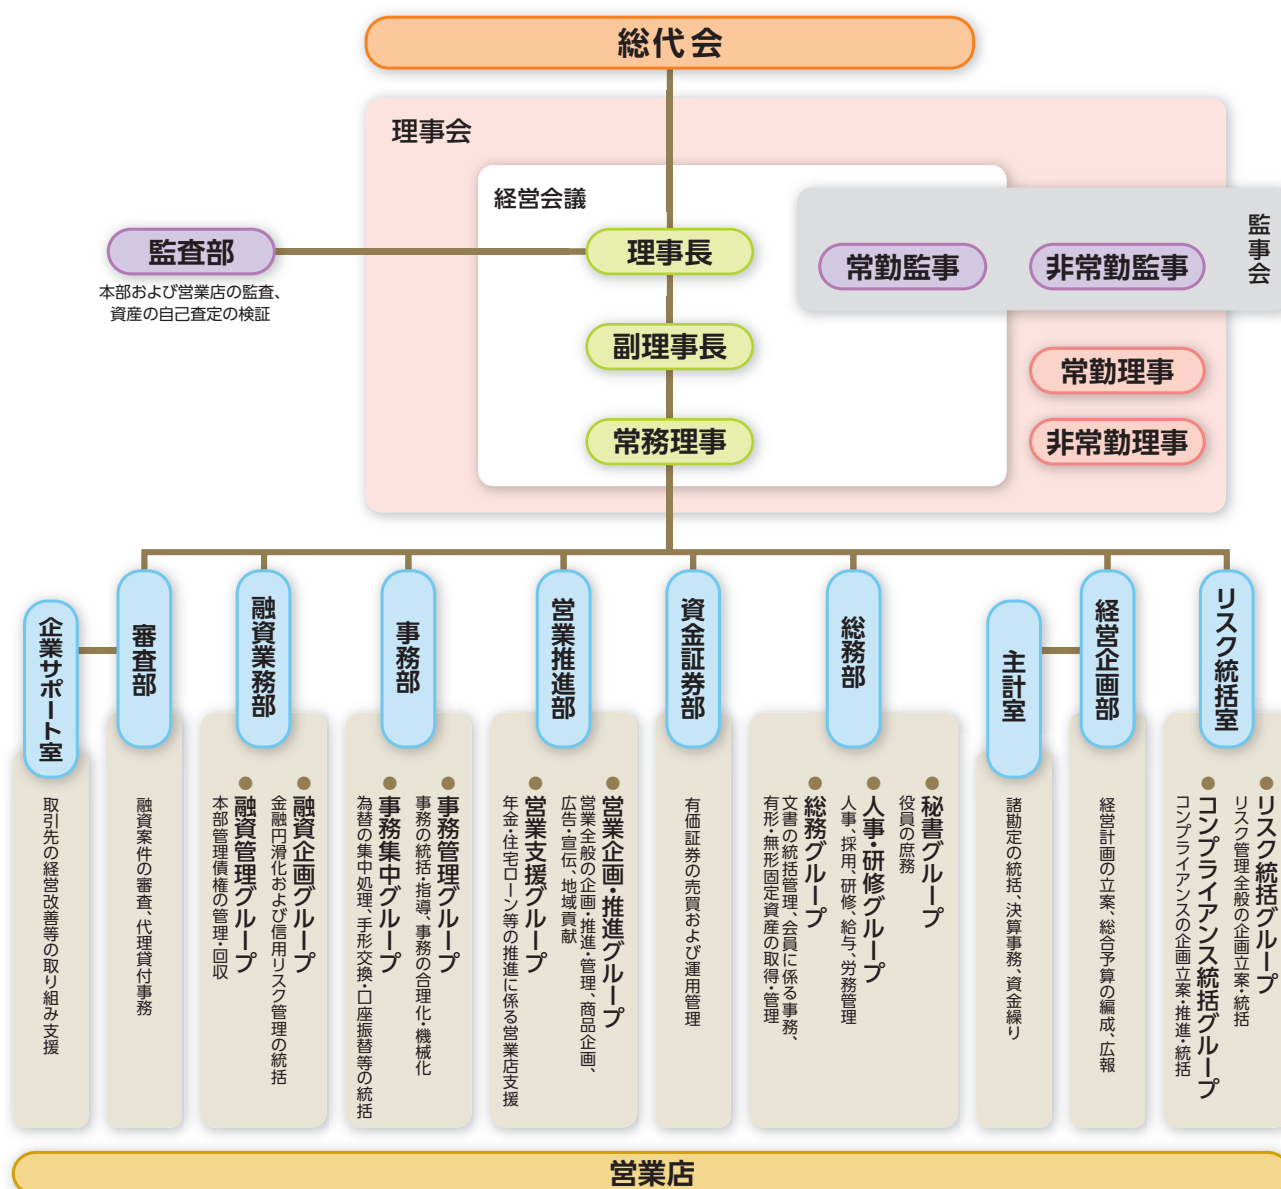 総代会
理事会
経営会議
監事会
監査部
本部および営業店の監査、
資産の自己査定の検証
理事長
常勤監事
非常勤監事
副理事長
常勤理事
常務理事
非常勤理事
リスク統括室
リスク統括グループ
リスク管理全般の企画立案・統括
コンプライアンス統括グループ
コンプライアンスの企画立案・推進・統括
経営企画部
経営計画の立案、総合予算の編成、広報
主計室
諸勘定の統括、決算事務、資金繰り
総務部
秘書グループ
役員の庶務
人事・研修グループ
人事、採用、研修、給与、労務管理
総務グループ
文書の統括管理、会員に係る事務、
有形・無形固定資産の取得・管理
資金証券部
有価証券の売買および運用管理
営業推進部
営業企画・推進グループ
営業全般の企画・推進・管理、商品企画、
広告・宣伝、地域貢献
営業支援グループ
年金・住宅ローン等の推進に係る営業店支援
事務部
事務管理グループ
事務の統括・指導、事務の合理化・機械化
事務集中グループ
為替の集中処理、手形交換・口座振替等の統括
融資業務部
融資企画グループ
金融円滑化および信用リスク管理の統括
融資管理グループ
本部管理債権の管理・回収
審査部
融資案件の審査、代理貸付事務
企業サポート室
取引先の経営改善等の取り組み支援
営業店